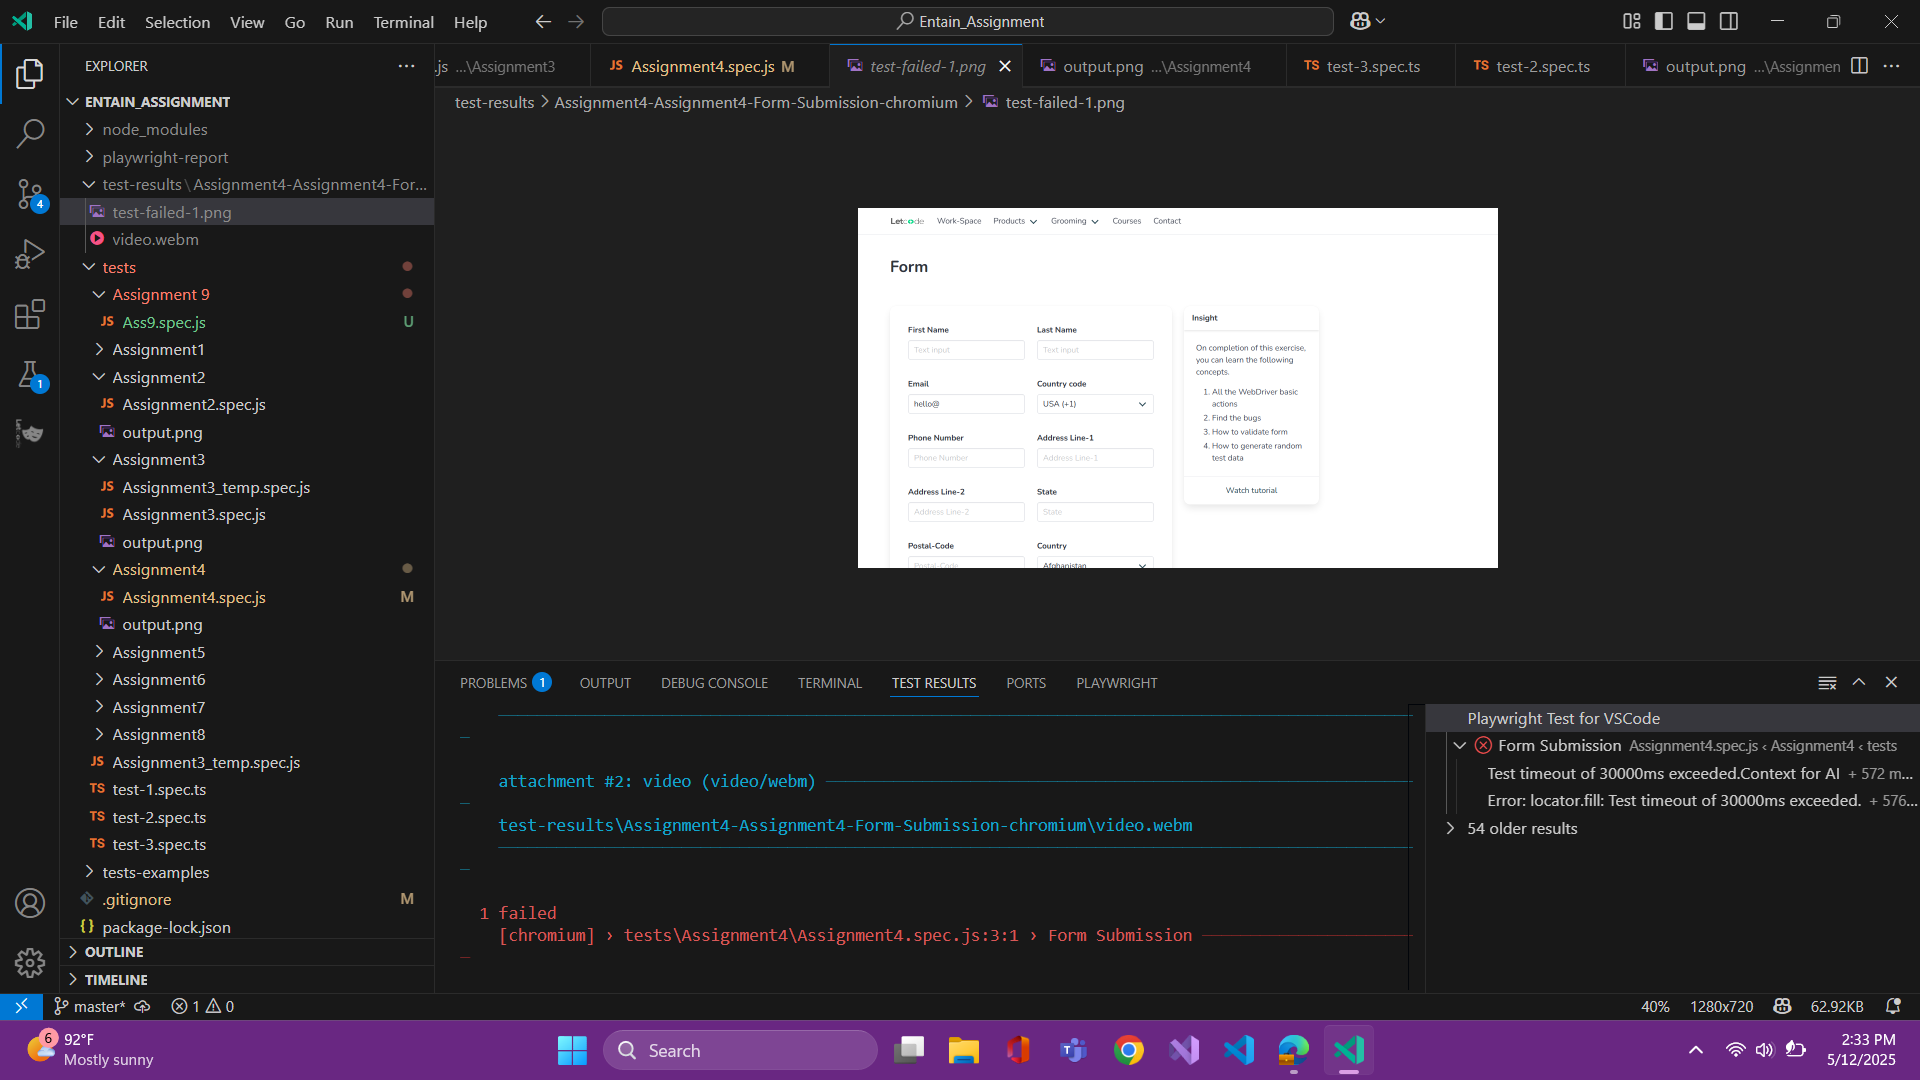 File Edit Selection View Go Run Terminal Help
Entain_Assignment
EXPLORER
ENTAIN_ASSIGNMENT
node_modules
playwright-report
test-results\Assignment4-Assignment4-For...
test-failed-1.png
video.webm
tests
Assignment 9
JS Ass9.spec.js U
Assignment1
Assignment2
JS Assignment2.spec.js
output.png
Assignment3
JS Assignment3_temp.spec.js
JS Assignment3.spec.js
output.png
Assignment4
JS Assignment4.spec.js M
output.png
Assignment5
Assignment6
Assignment7
Assignment8
JS Assignment3_temp.spec.js
TS test-1.spec.ts
TS test-2.spec.ts
TS test-3.spec.ts
tests-examples
.gitignore M
{} package-lock.json
OUTLINE
TIMELINE
4
1
.js ...\Assignment3
JS Assignment4.spec.js M
test-failed-1.png
output.png ...\Assignment4
TS test-3.spec.ts
TS test-2.spec.ts
output.png ...\Assignmen
test-results > Assignment4-Assignment4-Form-Submission-chromium > test-failed-1.png
Letcode Work-Space Products Grooming Courses Contact
Form
First Name Last Name
Text input Text input
Email Country code
hello@ USA (+1)
Phone Number Address Line-1
Phone Number Address Line-1
Address Line-2 State
Address Line-2 State
Postal-Code Country
Postal-Code Afghanistan
Insight
On completion of this exercise,
you can learn the following
concepts.
1. All the WebDriver basic
actions
2. Find the bugs
3. How to validate form
4. How to generate random
test data
Watch tutorial
PROBLEMS 1 OUTPUT DEBUG CONSOLE TERMINAL TEST RESULTS PORTS PLAYWRIGHT
attachment #2: video (video/webm)
test-results\Assignment4-Assignment4-Form-Submission-chromium\video.webm
1 failed
[chromium] › tests\Assignment4\Assignment4.spec.js:3:1 › Form Submission
Playwright Test for VSCode
Form Submission Assignment4.spec.js ‹ Assignment4 ‹ tests
Test timeout of 30000ms exceeded.Context for AI + 572 m...
Error: locator.fill: Test timeout of 30000ms exceeded. + 576...
54 older results
master* 1 0
40% 1280x720 62.92KB
6
92°F
Mostly sunny
Search
2:33 PM
5/12/2025